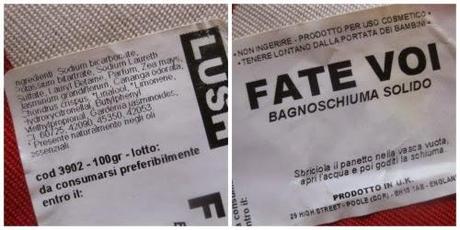 Ingredienti: Sodium bicarbonate,
Potassium bitartrate, Sodium Laureth
Sulfate, Lauryl Betaine, Parfum, Zea mays,
Jasminum grandiflorum, Cananga odorata,
Chondrus crispus, *Linalool, *Limonene,
Hydroxycitronellal, Butylphenyl
Methylpropional, Gardenia jasminoides,
CI 60725, 42090, 45350, 42053
* Presente naturalmente negli oli
essenziali
cod 3902 - 100gr - lotto:
da consumarsi preferibilmente
entro il:
LUSH
F
• NON INGERIRE - PRODOTTO PER USO COSMETICO •
• TENERE LONTANO DALLA PORTATA DEI BAMBINI
FATE VOI
BAGNOSCHIUMA SOLIDO
Sbriciola il panetto nella vasca vuota,
apri l'acqua e poi goditi la schiuma.
PRODOTTO IN U.K.
29 HIGH STREET - POOLE (DOR) - BH15 1AB - ENGLAND